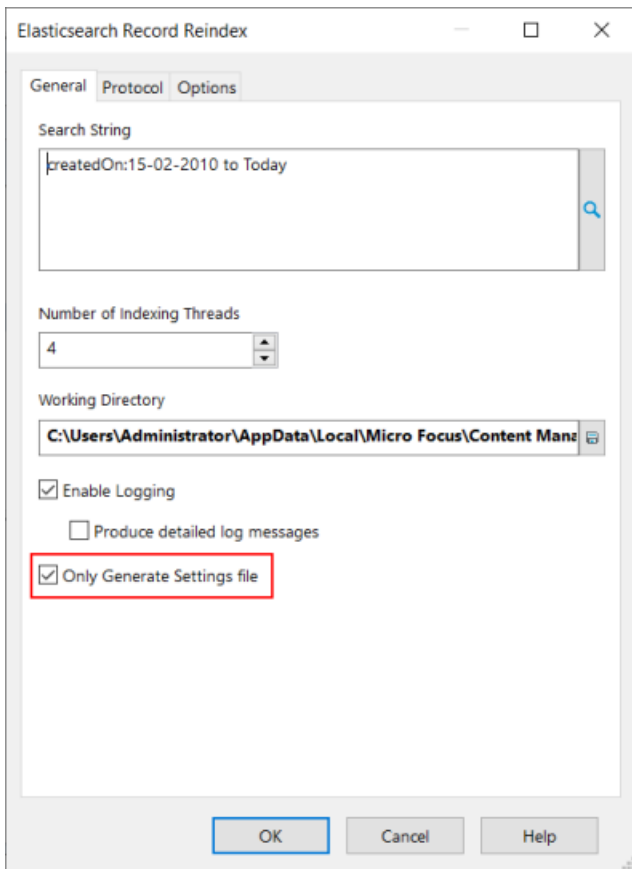 Elasticsearch Record Reindex
General Protocol Options
Search String
createdOn:15-02-2010 to Today
Number of Indexing Threads
4
Working Directory
C:\Users\Administrator\AppData\Local\Micro Focus\Content Mana
Enable Logging
Produce detailed log messages
Only Generate Settings file
OK Cancel Help